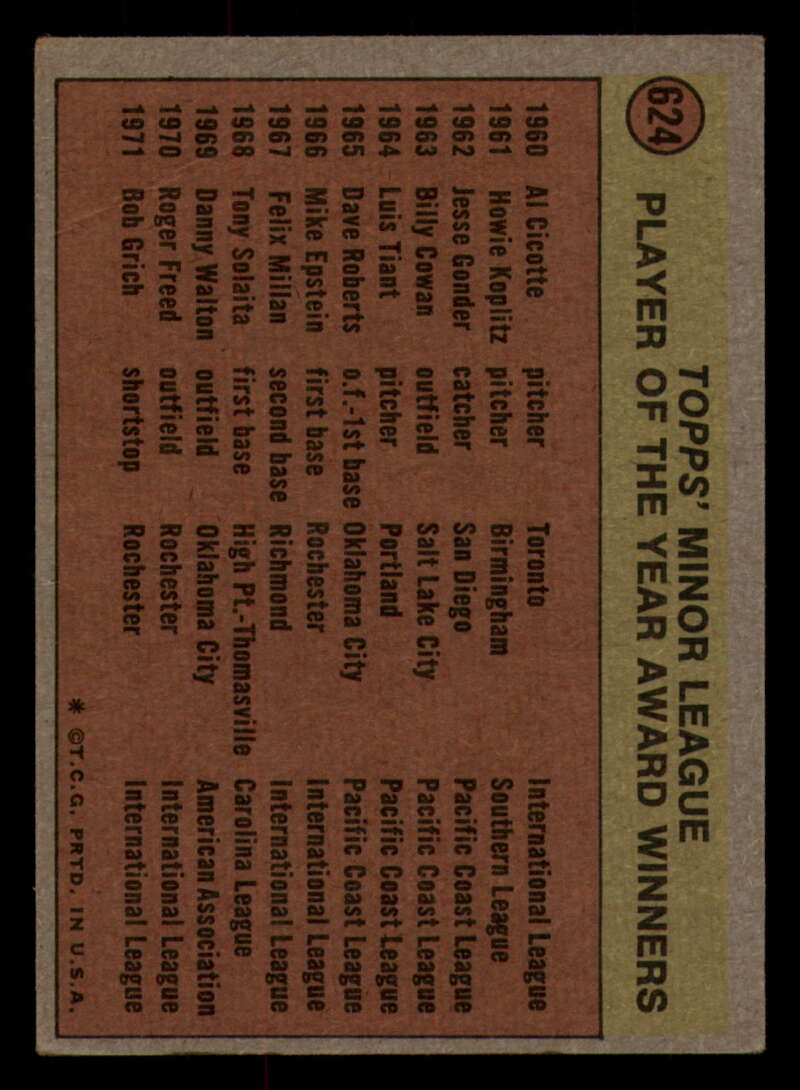 624
TOPPS' MINOR LEAGUE
PLAYER OF THE YEAR AWARD WINNERS
1960 Al Cicotte pitcher Toronto International League
1961 Howie Koplitz pitcher Birmingham Southern League
1962 Jesse Gonder catcher San Diego Pacific Coast League
1963 Billy Cowan outfield Salt Lake City Pacific Coast League
1964 Luis Tiant pitcher Portland Pacific Coast League
1965 Dave Roberts o.f.-1st base Oklahoma City Pacific Coast League
1966 Mike Epstein first base Rochester International League
1967 Felix Millan second base Richmond International League
1968 Tony Solaita first base High Pt.-Thomasville Carolina League
1969 Danny Walton outfield Oklahoma City American Association
1970 Roger Freed outfield Rochester International League
1971 Bob Grich shortstop Rochester International League
* ©T.C.G. PRTD. IN U.S.A.